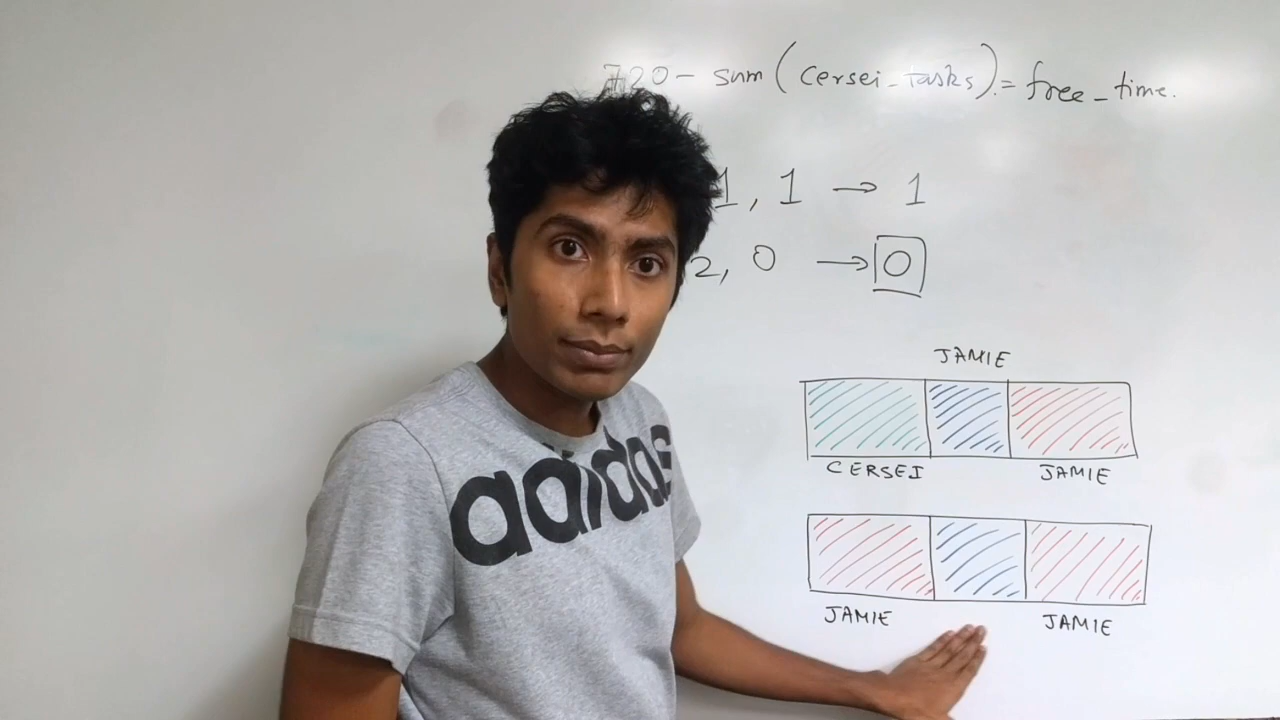 720 - sum(cersei_tasks) = free_time.
1, 1 → 1
2, 0 → 0
JAMIE
CERSEI JAMIE
JAMIE JAMIE
adidas